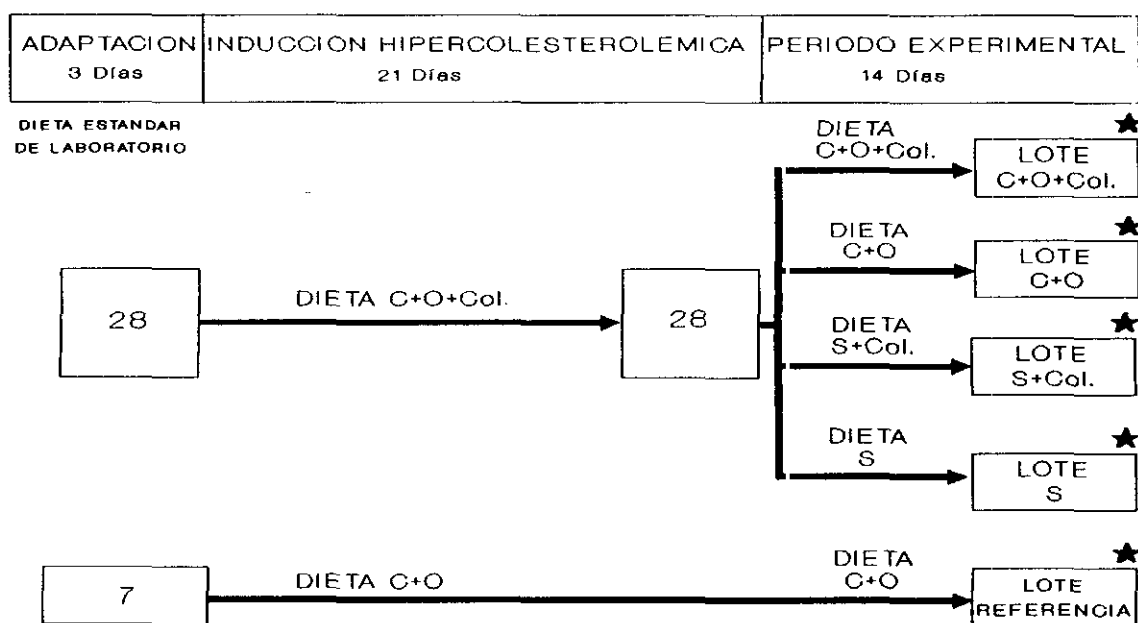 ADAPTACION
3 Días
INDUCCION HIPERCOLESTEROLEMICA
21 Días
PERIODO EXPERIMENTAL
14 Días
DIETA ESTANDAR
DE LABORATORIO
28
DIETA C+O+Col.
28
DIETA
C+O+Col.
LOTE
C+O+Col.
DIETA
C+O
LOTE
C+O
DIETA
S+Col.
LOTE
S+Col.
DIETA
S
LOTE
S
7
DIETA C+O
DIETA
C+O
LOTE
REFERENCIA